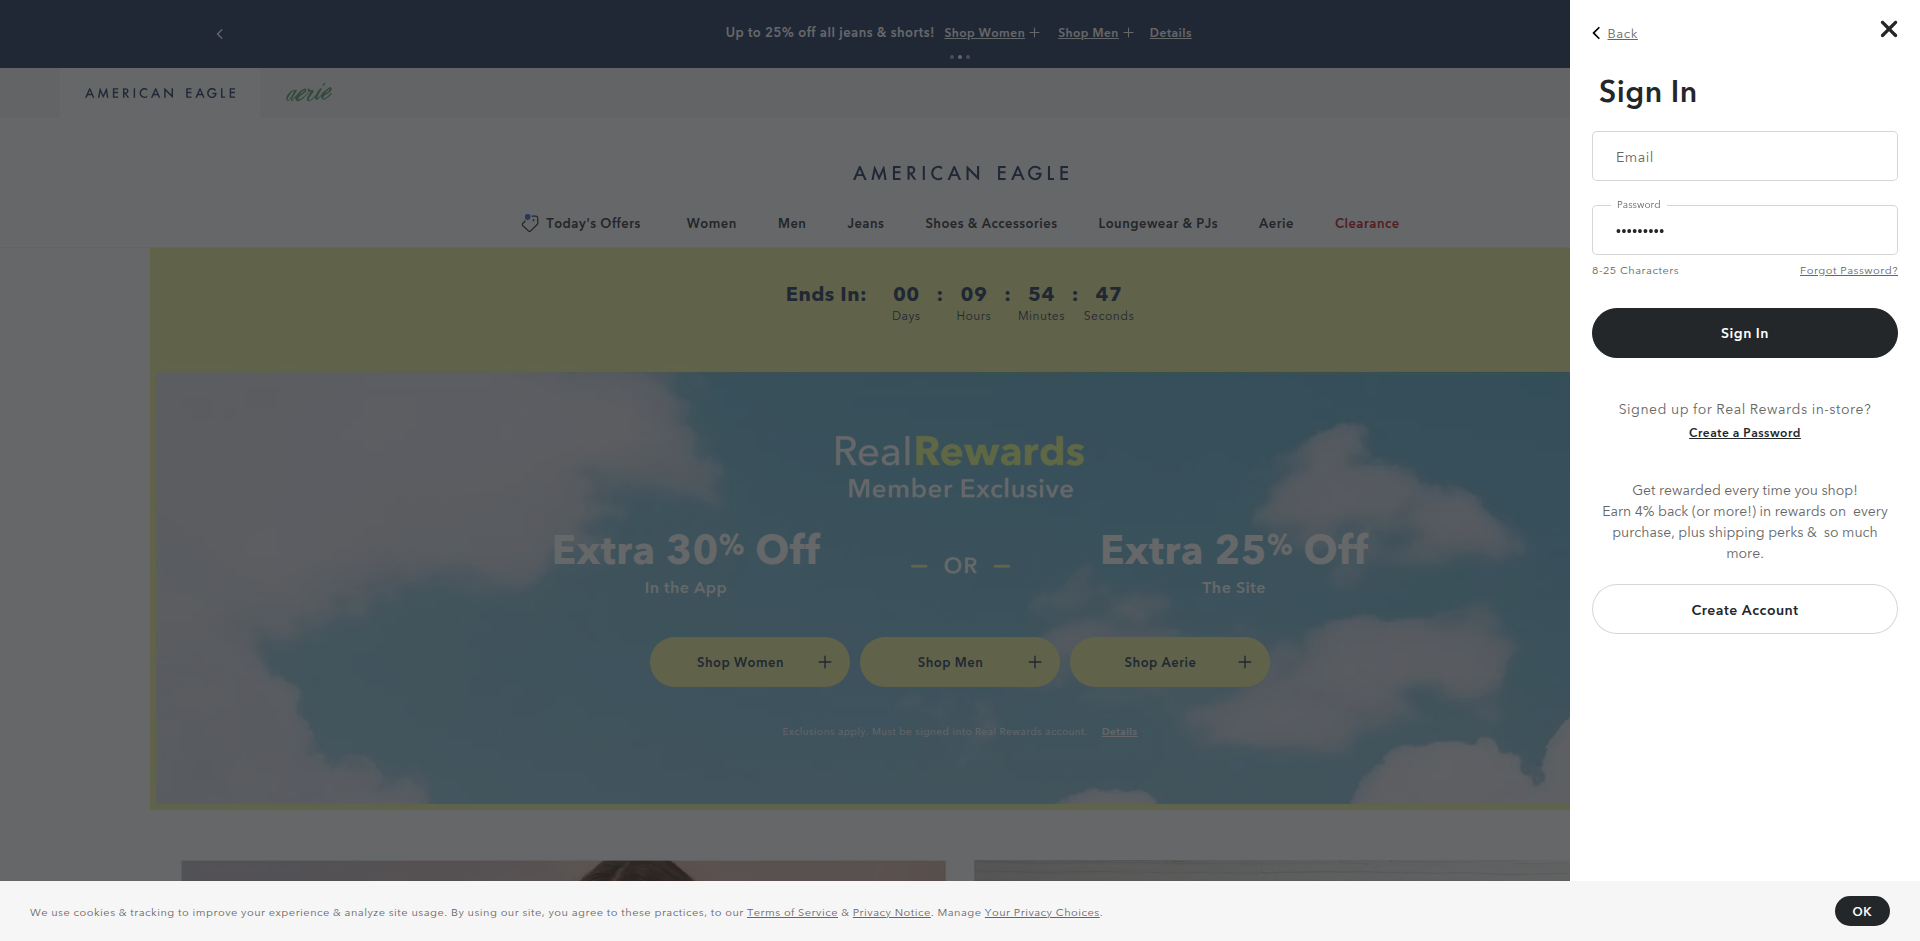 Up to 25% off all jeans & shorts! Shop Women + Shop Men + Details
AMERICAN EAGLE aerie
AMERICAN EAGLE
Today's Offers Women Men Jeans Shoes & Accessories Loungewear & PJs Aerie Clearance
Ends In: 00 : 09 : 54 : 47
Days Hours Minutes Seconds
RealRewards
Member Exclusive
Extra 30% Off
In the App
OR
Extra 25% Off
The Site
Shop Women + Shop Men + Shop Aerie +
Exclusions apply. Must be signed into Real Rewards account. Details
Back
Sign In
Email
Password
•••••••••
8-25 Characters Forgot Password?
Sign In
Signed up for Real Rewards in-store?
Create a Password
Get rewarded every time you shop!
Earn 4% back (or more!) in rewards on every
purchase, plus shipping perks & so much
more.
Create Account
We use cookies & tracking to improve your experience & analyze site usage. By using our site, you agree to these practices, to our Terms of Service & Privacy Notice. Manage Your Privacy Choices.
OK